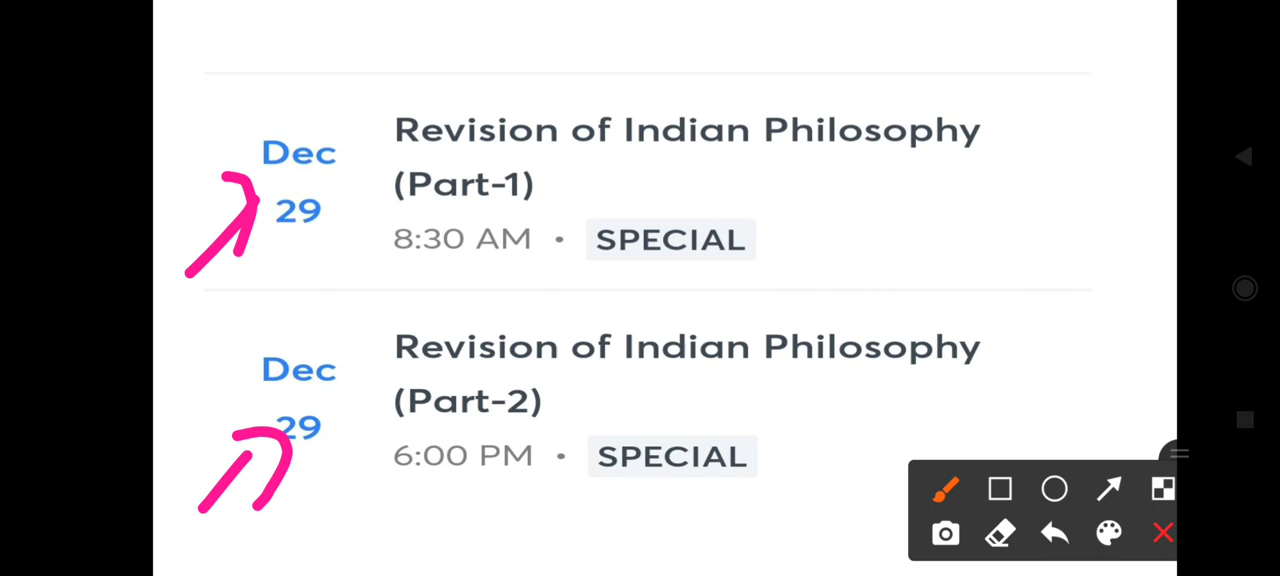 Dec
29
Revision of Indian Philosophy
(Part-1)
8:30 AM • SPECIAL
Dec
29
Revision of Indian Philosophy
(Part-2)
6:00 PM • SPECIAL